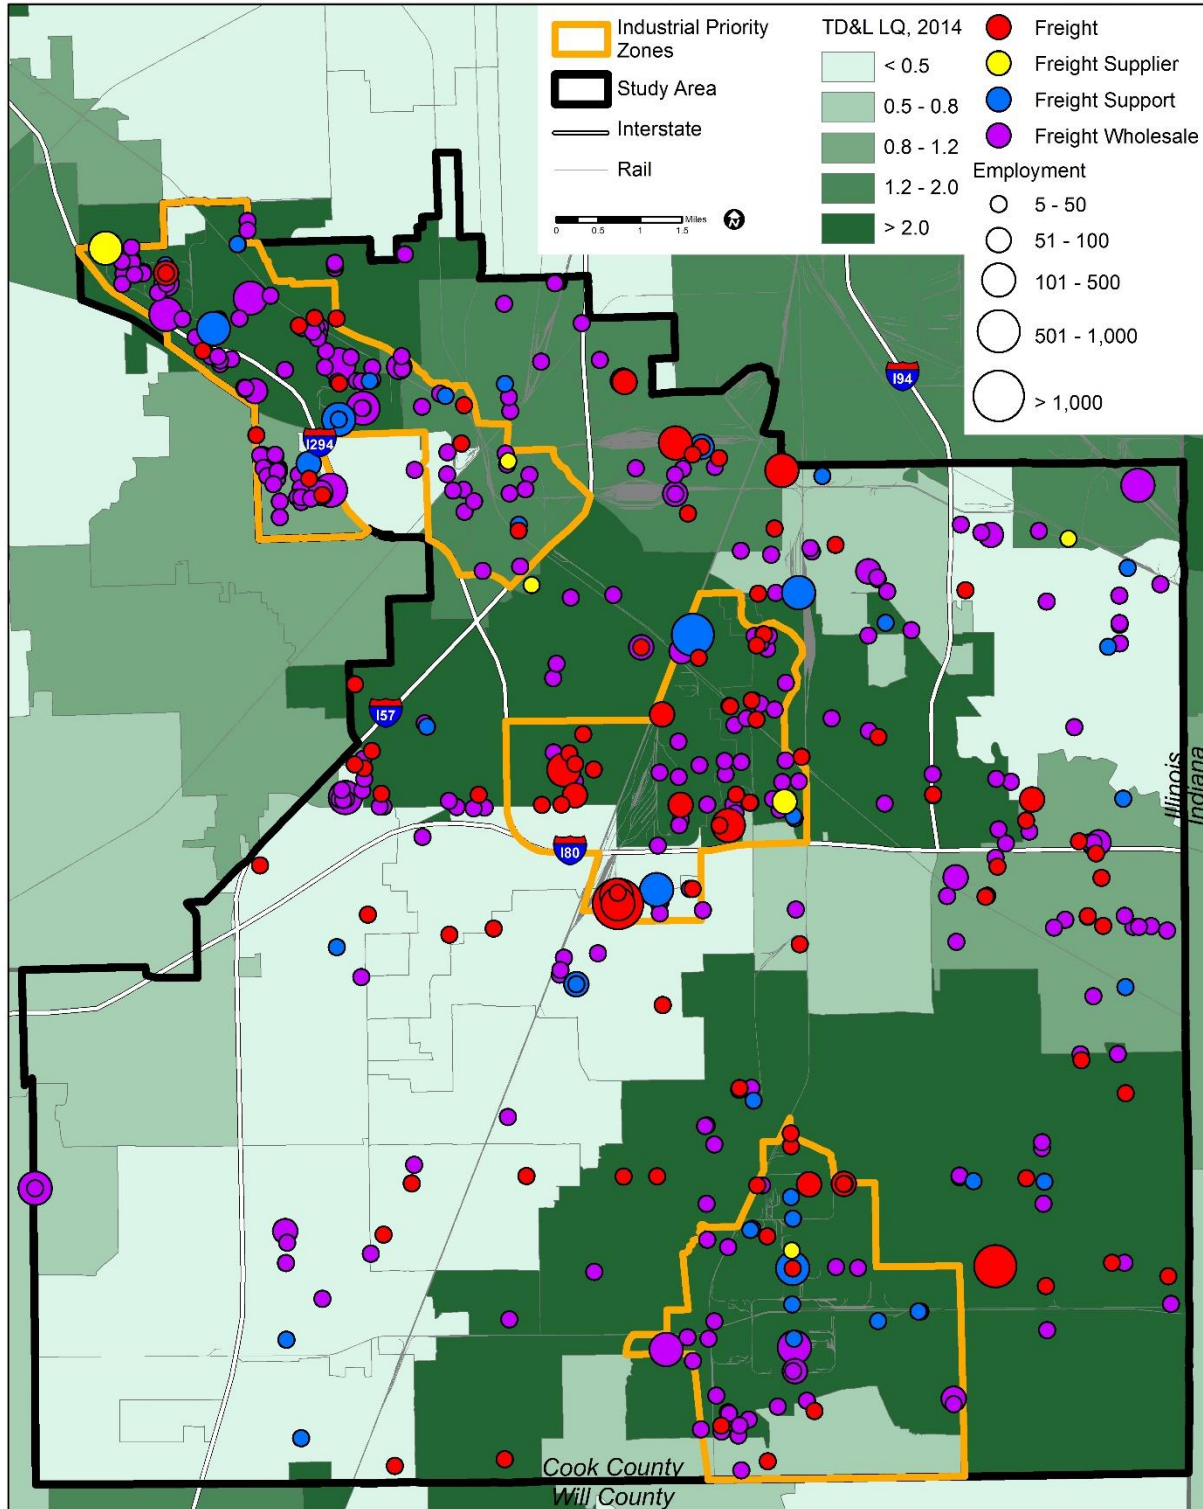 Industrial Priority
Zones
Study Area
Interstate
Rail
Miles
0 0.5 1 1.5
N
TD&L LQ, 2014
< 0.5
0.5 - 0.8
0.8 - 1.2
1.2 - 2.0
> 2.0
Freight
Freight Supplier
Freight Support
Freight Wholesale
Employment
5 - 50
51 - 100
101 - 500
501 - 1,000
> 1,000
I94
I294
I57
I80
Illinois
Indiana
Cook County
Will County